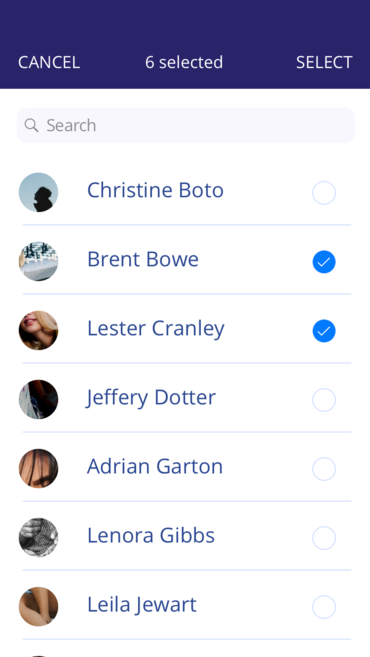 CANCEL 6 selected SELECT
Search
Christine Boto
Brent Bowe
Lester Cranley
Jeffery Dotter
Adrian Garton
Lenora Gibbs
Leila Jewart